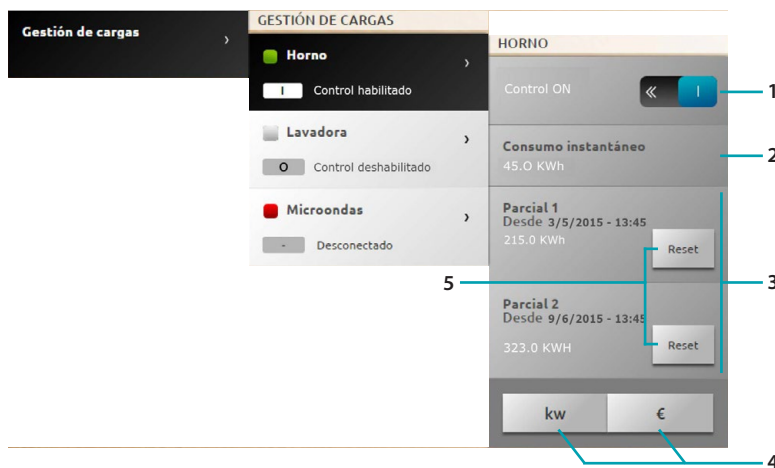 Gestión de cargas
GESTIÓN DE CARGAS
Horno
I Control habilitado
Lavadora
O Control deshabilitado
Microondas
- Desconectado
HORNO
Control ON
I
1
Consumo instantáneo
45.O KWh
2
Parcial 1
Desde 3/5/2015 - 13:45
215.0 KWh
Reset
3
5
Parcial 2
Desde 9/6/2015 - 13:45
323.0 KWH
Reset
kw
€
4